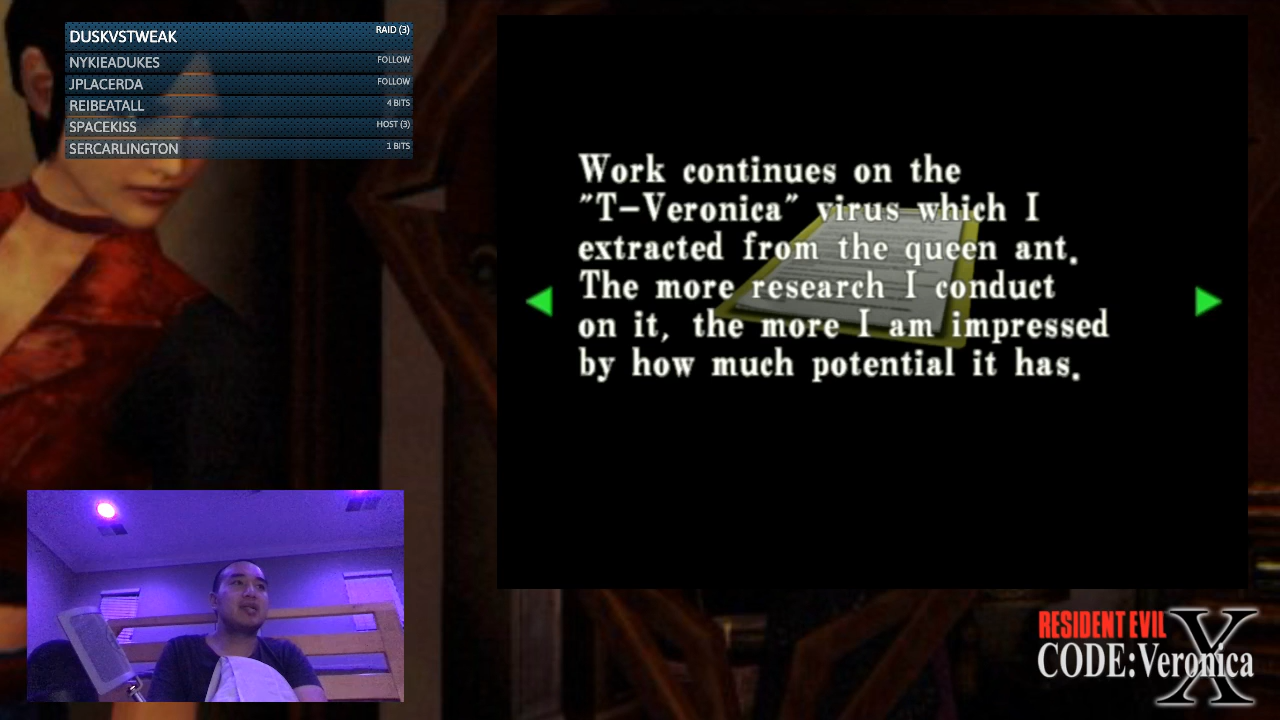 DUSKVSTWEAK RAID (3)
NYKIEADUKES FOLLOW
JPLACERDA FOLLOW
REIBEATALL 4 BITS
SPACEKISS HOST (3)
SERCARLINGTON 1 BITS
Work continues on the
"T-Veronica" virus which I
extracted from the queen ant.
The more research I conduct
on it, the more I am impressed
by how much potential it has.
RESIDENT EVIL
CODE:Veronica X